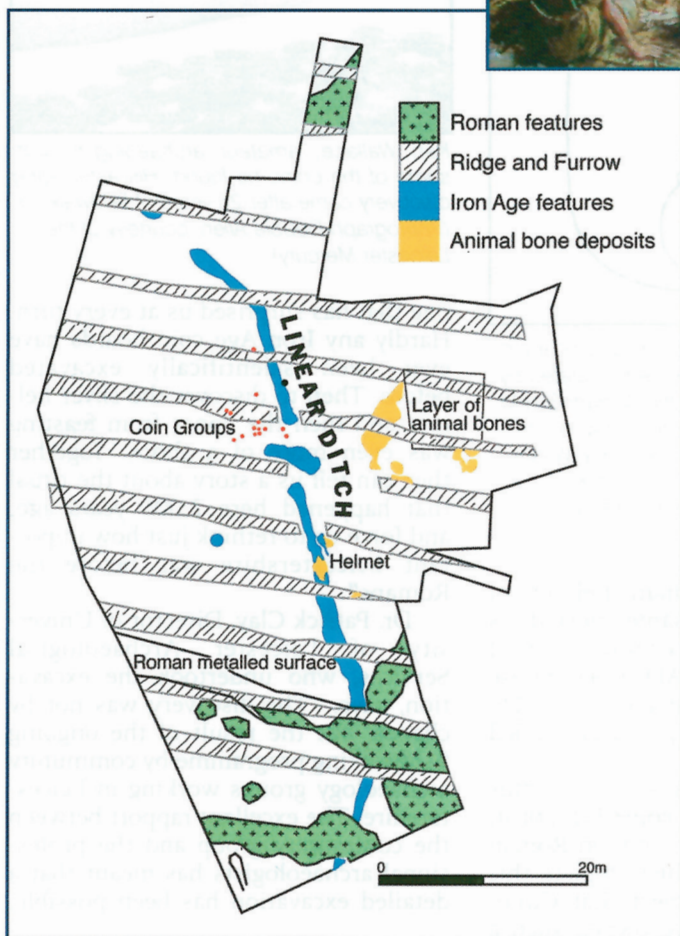 Roman features
Ridge and Furrow
Iron Age features
Animal bone deposits
LINEAR DITCH
Layer of
animal bones
Coin Groups
Helmet
Roman metalled surface
0 20m